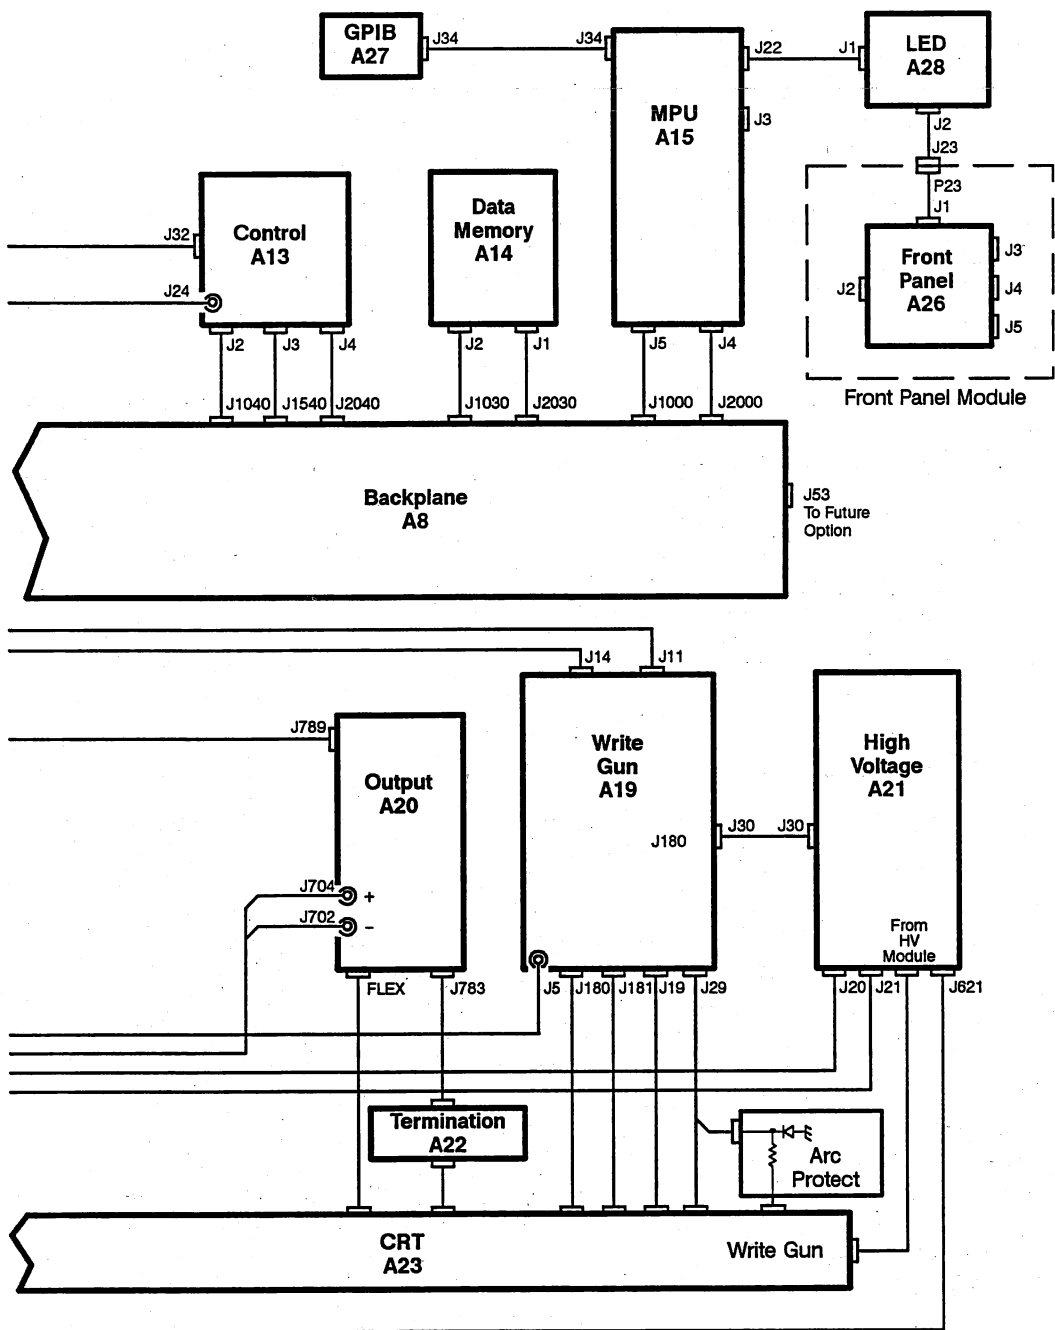 GPIB
A27
J34
J34
MPU
A15
J22
J1
LED
A28
J3
J2
J23
P23
J1
Front
Panel
A26
J2
J3
J4
J5
Front Panel Module
Control
A13
J32
J24
Data
Memory
A14
J2
J3
J4
J2
J1
J5
J4
J1040
J1540
J2040
J1030
J2030
J1000
J2000
Backplane
A8
J53
To Future
Option
J14
J11
Write
Gun
A19
J180
High
Voltage
A21
J789
Output
A20
J30
J30
J704
+
J702
–
From
HV
Module
FLEX
J783
J5
J180
J181
J19
J29
J20
J21
J621
Termination
A22
Arc
Protect
CRT
A23
Write Gun